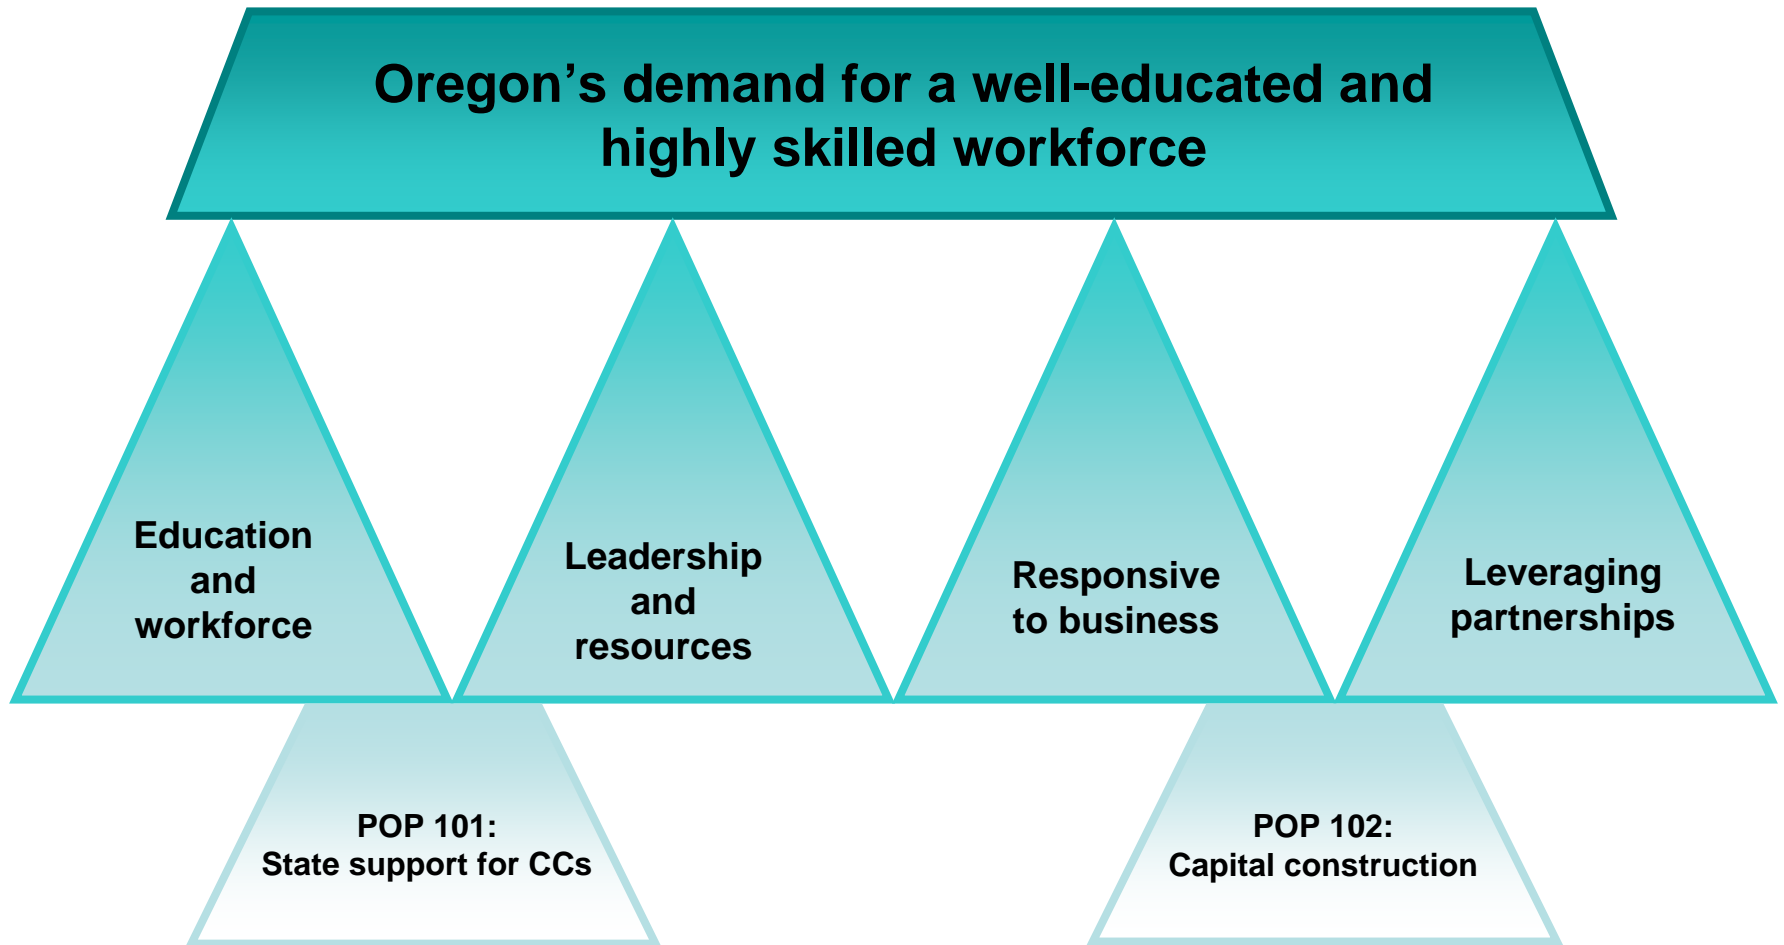 Oregon’s demand for a well-educated and
highly skilled workforce
Education
and
workforce
Leadership
and
resources
Responsive
to business
Leveraging
partnerships
POP 101:
State support for CCs
POP 102:
Capital construction